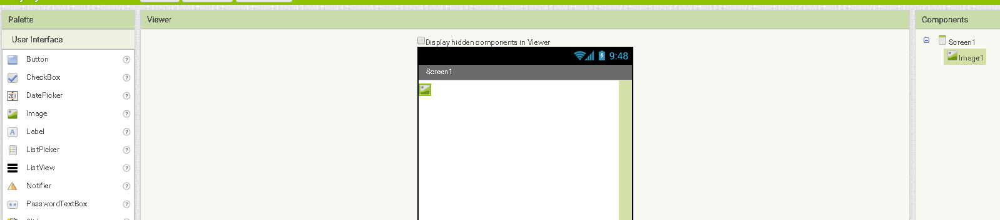 Palette
User Interface
Button
CheckBox
DatePicker
Image
Label
ListPicker
ListView
Notifier
PasswordTextBox
Viewer
Display hidden components in Viewer
9:48
Screen1
Components
Screen1
Image1